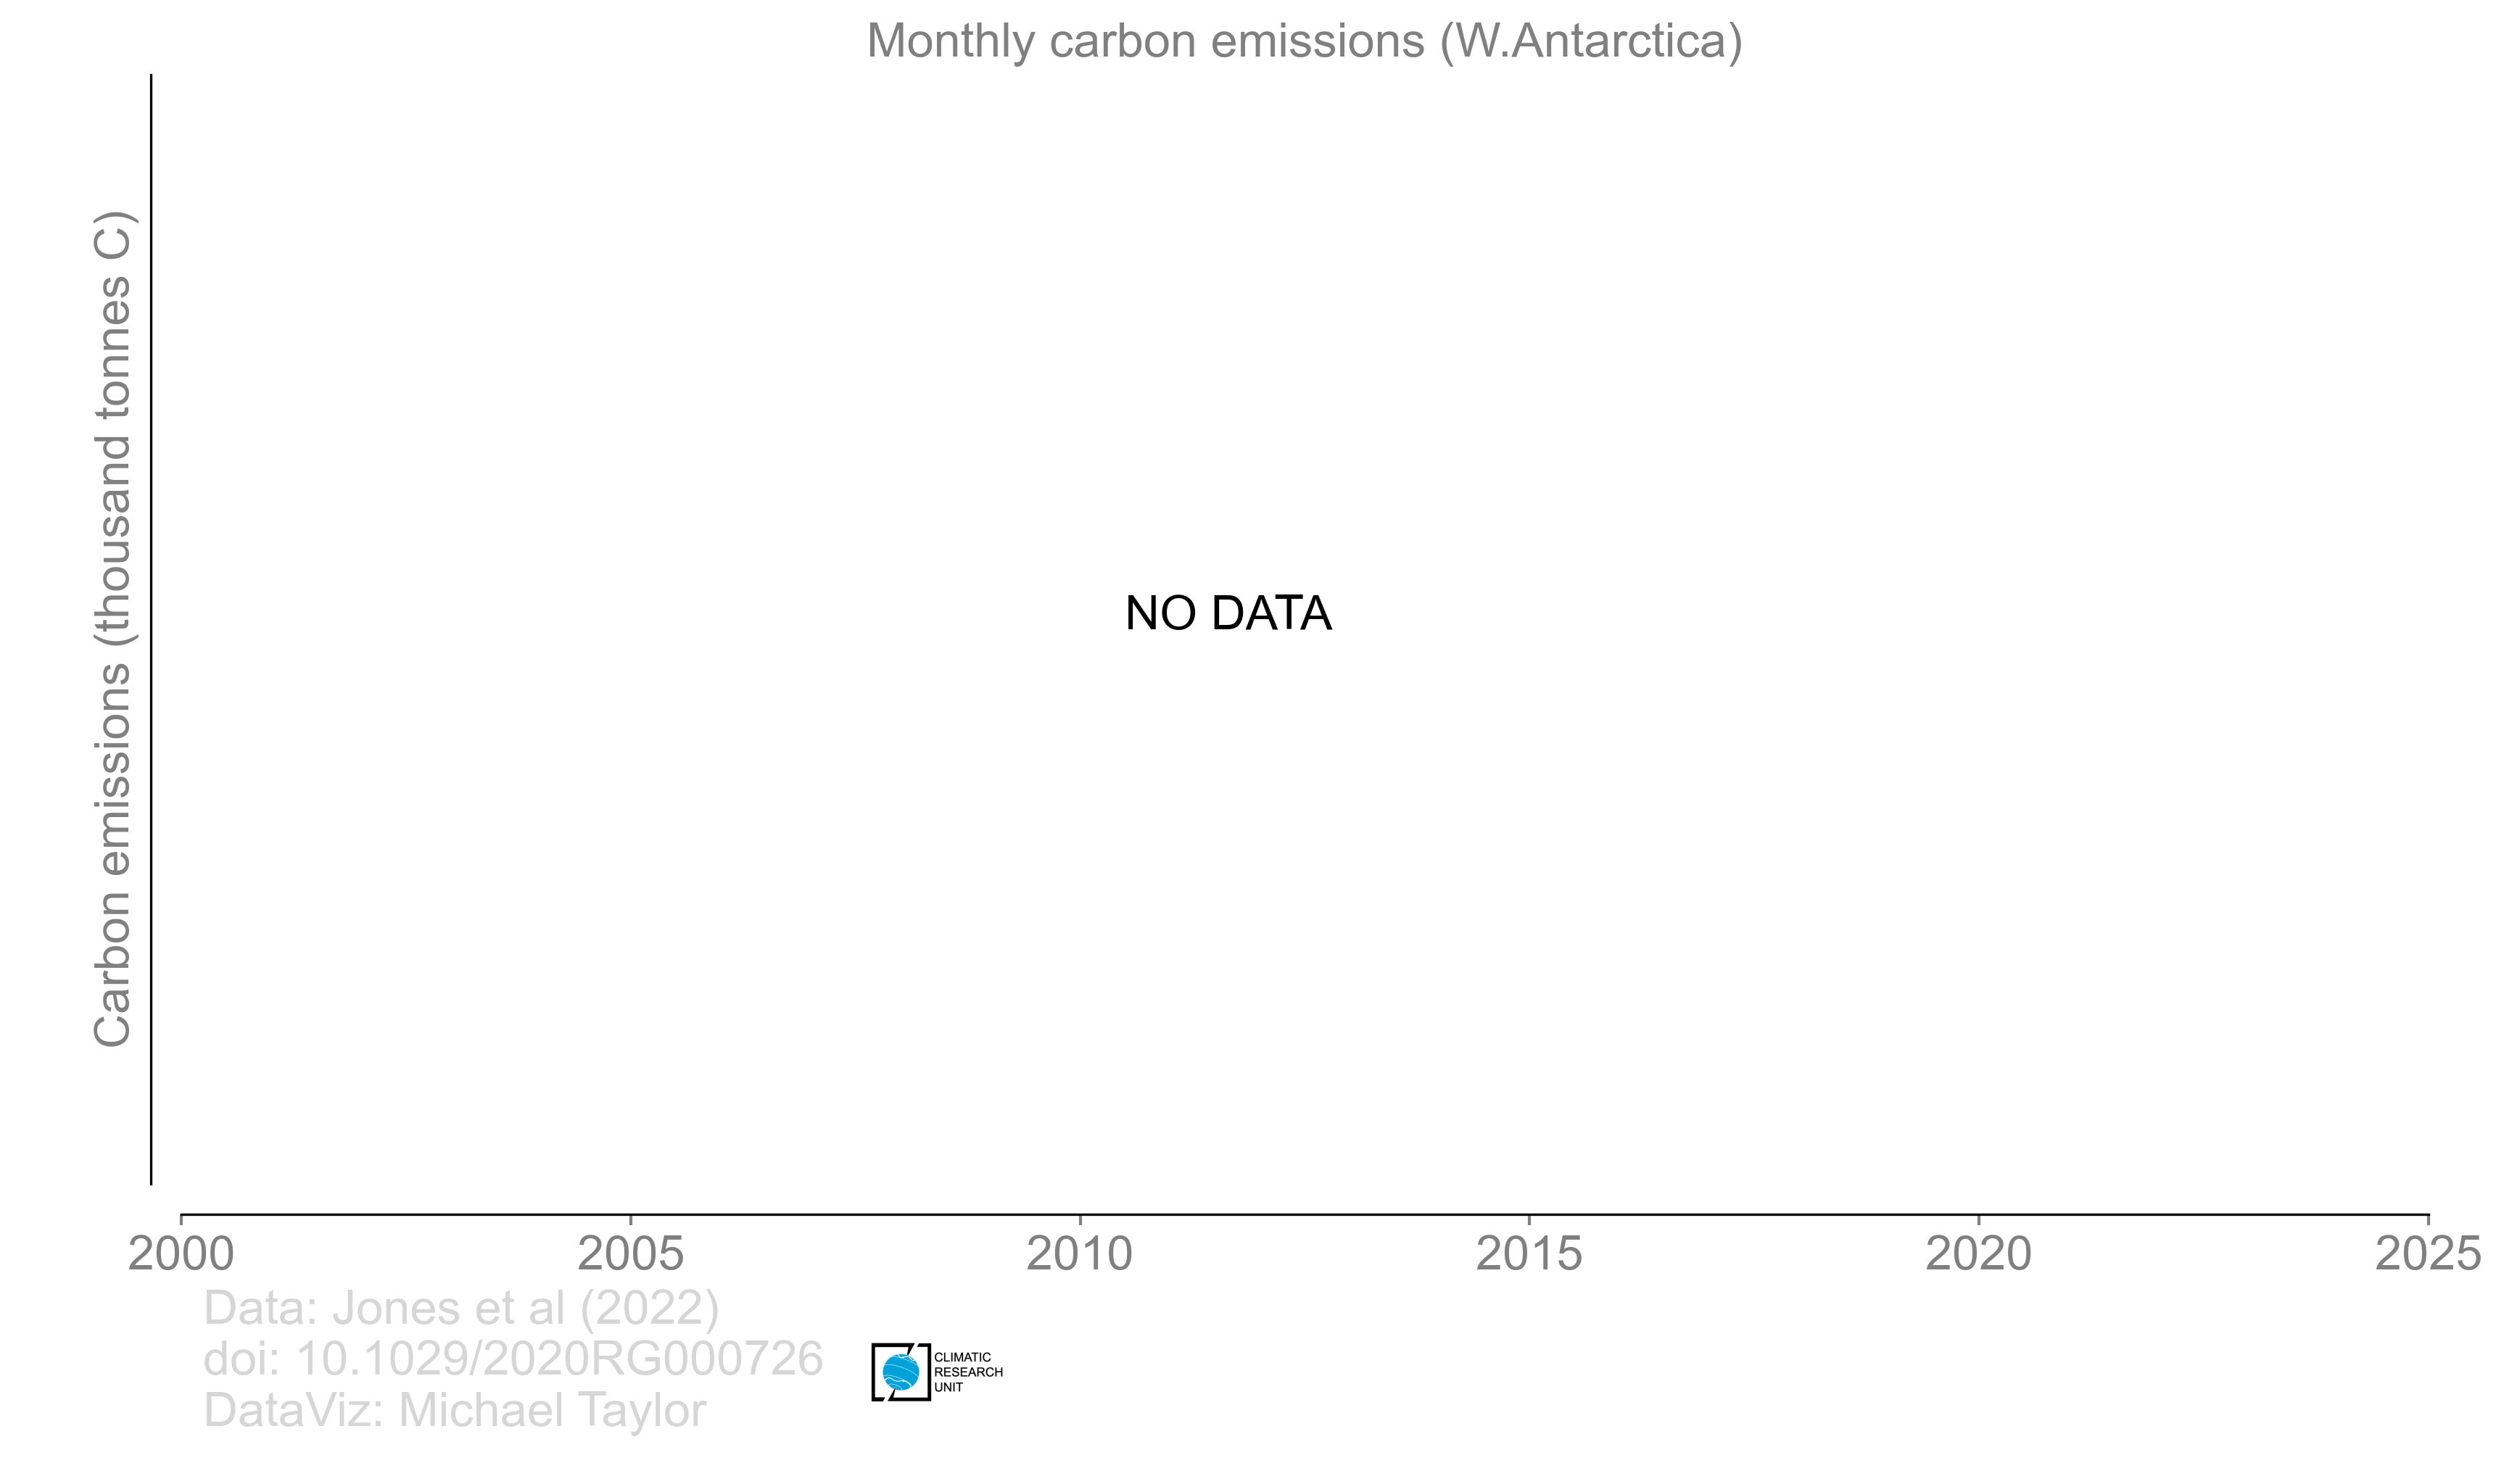 Monthly carbon emissions (W.Antarctica)
Carbon emissions (thousand tonnes C)
NO DATA
2000 2005 2010 2015 2020 2025
Data: Jones et al (2022)
doi: 10.1029/2020RG000726
DataViz: Michael Taylor
CLIMATIC
RESEARCH
UNIT